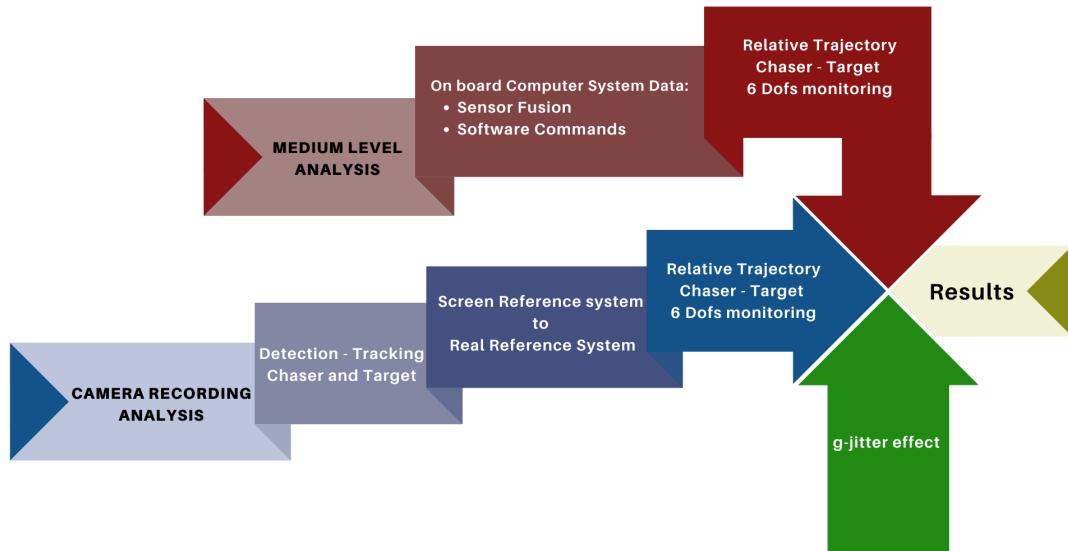 MEDIUM LEVEL
ANALYSIS
On board Computer System Data:
• Sensor Fusion
• Software Commands
Relative Trajectory
Chaser - Target
6 Dofs monitoring
CAMERA RECORDING
ANALYSIS
Detection - Tracking
Chaser and Target
Screen Reference system
to
Real Reference System
Relative Trajectory
Chaser - Target
6 Dofs monitoring
g-jitter effect
Results